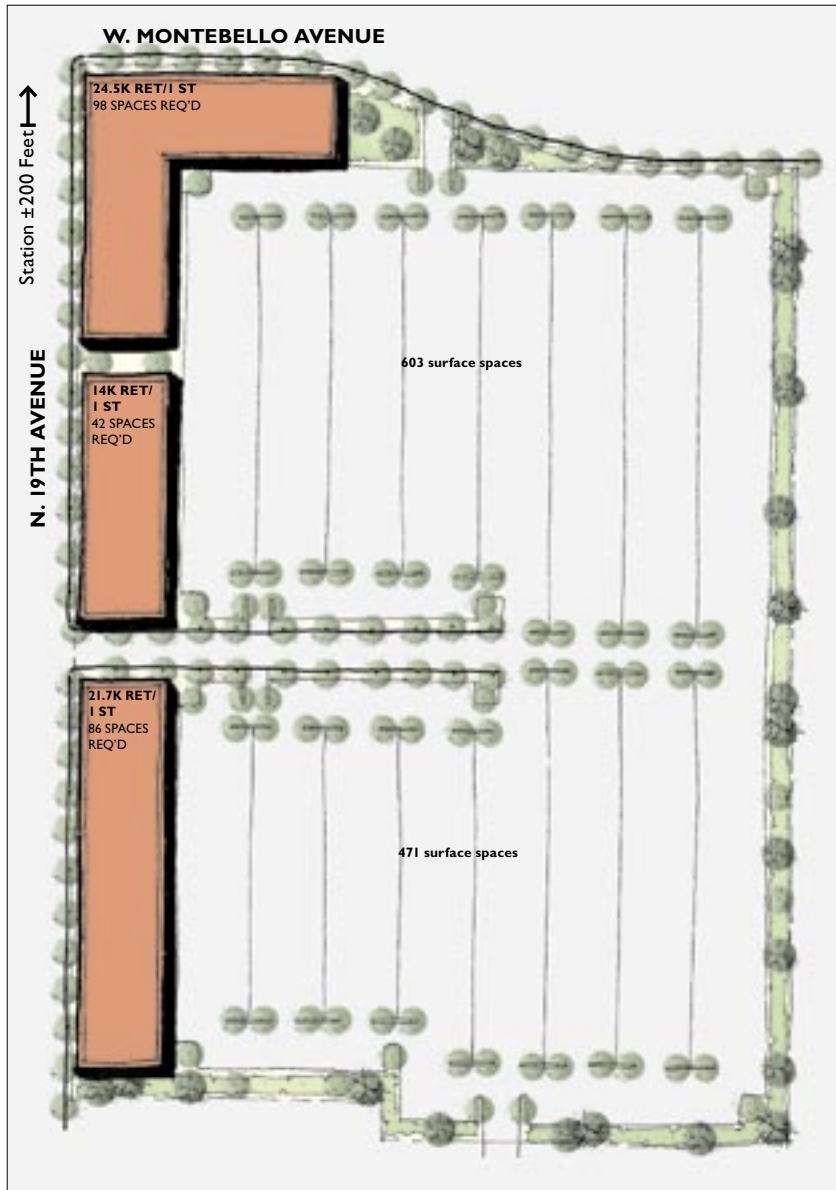 W. MONTEBELLO AVENUE
24.5K RET/1 ST
98 SPACES REQ'D
Station ±200 Feet
603 surface spaces
N. 19TH AVENUE
14K RET/
1 ST
42 SPACES
REQ'D
21.7K RET/
1 ST
86 SPACES
REQ'D
471 surface spaces